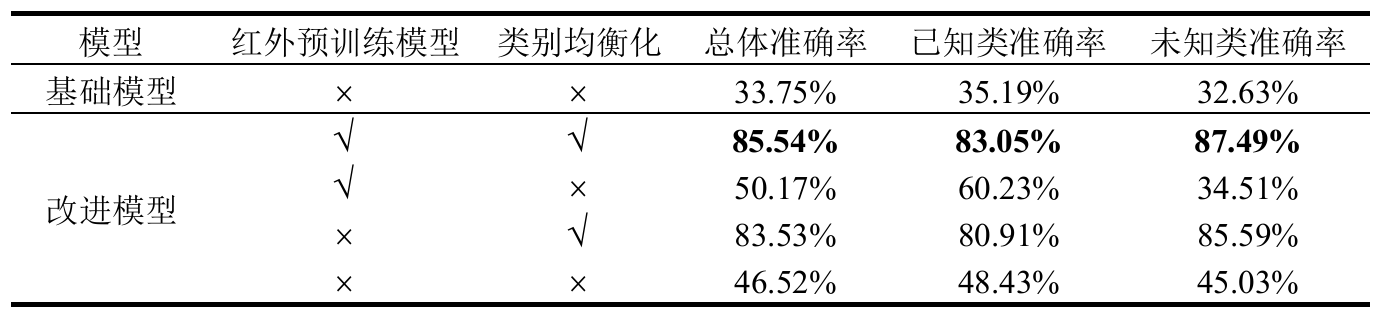 模型 红外预训练模型 类别均衡化 总体准确率 已知类准确率 未知类准确率
基础模型 × × 33.75% 35.19% 32.63%
√ √ 85.54% 83.05% 87.49%
√ × 50.17% 60.23% 34.51%
改进模型
× √ 83.53% 80.91% 85.59%
× × 46.52% 48.43% 45.03%